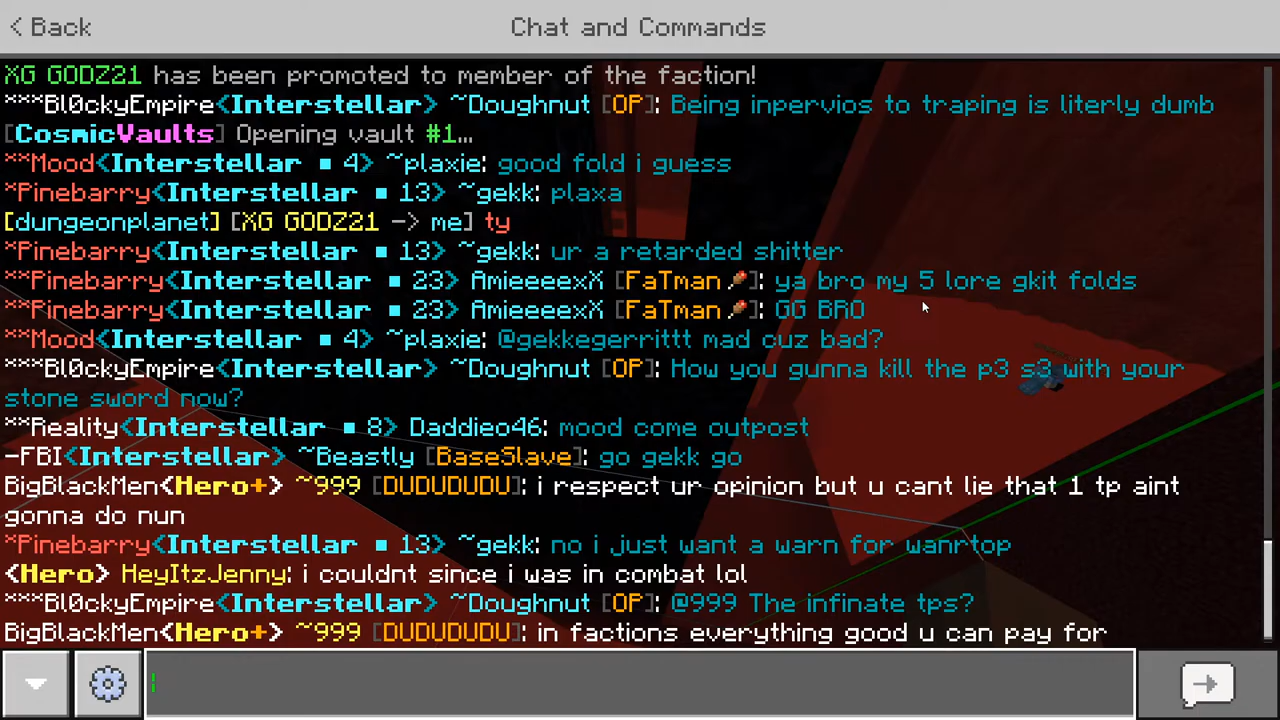 Back
Chat and Commands
XG GODZ21 has been promoted to member of the faction!
***Bl0ckyEmpire<Interstellar> ~Doughnut [OP]: Being inpervios to traping is literly dumb
[CosmicVaults] Opening vault #1...
**Mood<Interstellar ▪ 4> ~plaxie: good fold i guess
*Pinebarry<Interstellar ▪ 13> ~gekk: plaxa
[dungeonplanet] [XG GODZ21 -> me] ty
*Pinebarry<Interstellar ▪ 13> ~gekk: ur a retarded shitter
**Pinebarry<Interstellar ▪ 23> AmieeeexX [FaTman]: ya bro my 5 lore gkit folds
**Pinebarry<Interstellar ▪ 23> AmieeeexX [FaTman]: GG BRO
**Mood<Interstellar ▪ 4> ~plaxie: @gekkegerrittt mad cuz bad?
***Bl0ckyEmpire<Interstellar> ~Doughnut [OP]: How you gunna kill the p3 s3 with your
stone sword now?
**Reality<Interstellar ▪ 8> Daddieo46: mood come outpost
-FBI<Interstellar> ~Beastly [BaseSlave]: go gekk go
BigBlackMen<Hero+> ~999 [DUDUDUDU]: i respect ur opinion but u cant lie that 1 tp aint
gonna do nun
*Pinebarry<Interstellar ▪ 13> ~gekk: no i just want a warn for wanrtop
<Hero> HeyItzJenny: i couldnt since i was in combat lol
***Bl0ckyEmpire<Interstellar> ~Doughnut [OP]: @999 The infinate tps?
BigBlackMen<Hero+> ~999 [DUDUDUDU]: in factions everything good u can pay for